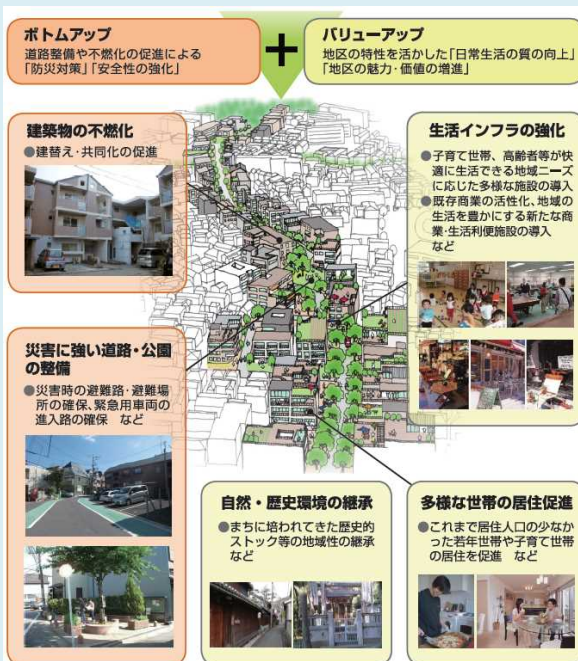 ボトムアップ
道路整備や不燃化の促進による
「防災対策」「安全性の強化」
＋
バリューアップ
地区の特性を活かした「日常生活の質の向上」
「地区の魅力・価値の増進」
建築物の不燃化
●建替え・共同化の促進
生活インフラの強化
●子育て世帯、高齢者等が快
適に生活できる地域ニーズ
に応じた多様な施設の導入
●既存商業の活性化、地域の
生活を豊かにする新たな商
業・生活利便施設の導入
など
災害に強い道路・公園
の整備
●災害時の避難路・避難場
所の確保、緊急用車両の
進入路の確保　など
自然・歴史環境の継承
●まちに培われてきた歴史的
ストック等の地域性の継承
など
多様な世帯の居住促進
●これまで居住人口の少なか
った若年世帯や子育て世帯
の居住を促進　など